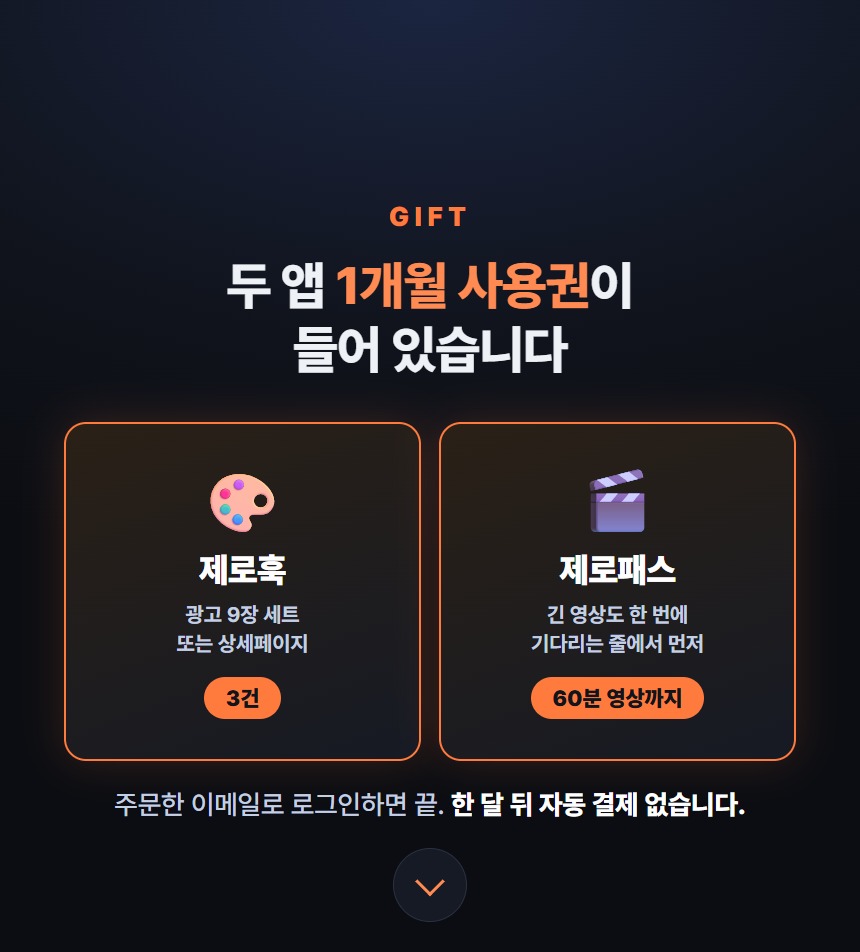 GIFT
두 앱 1개월 사용권이
들어 있습니다
제로훅
광고 9장 세트
또는 상세페이지
3건
제로패스
긴 영상도 한 번에
기다리는 줄에서 먼저
60분 영상까지
주문한 이메일로 로그인하면 끝. 한 달 뒤 자동 결제 없습니다.